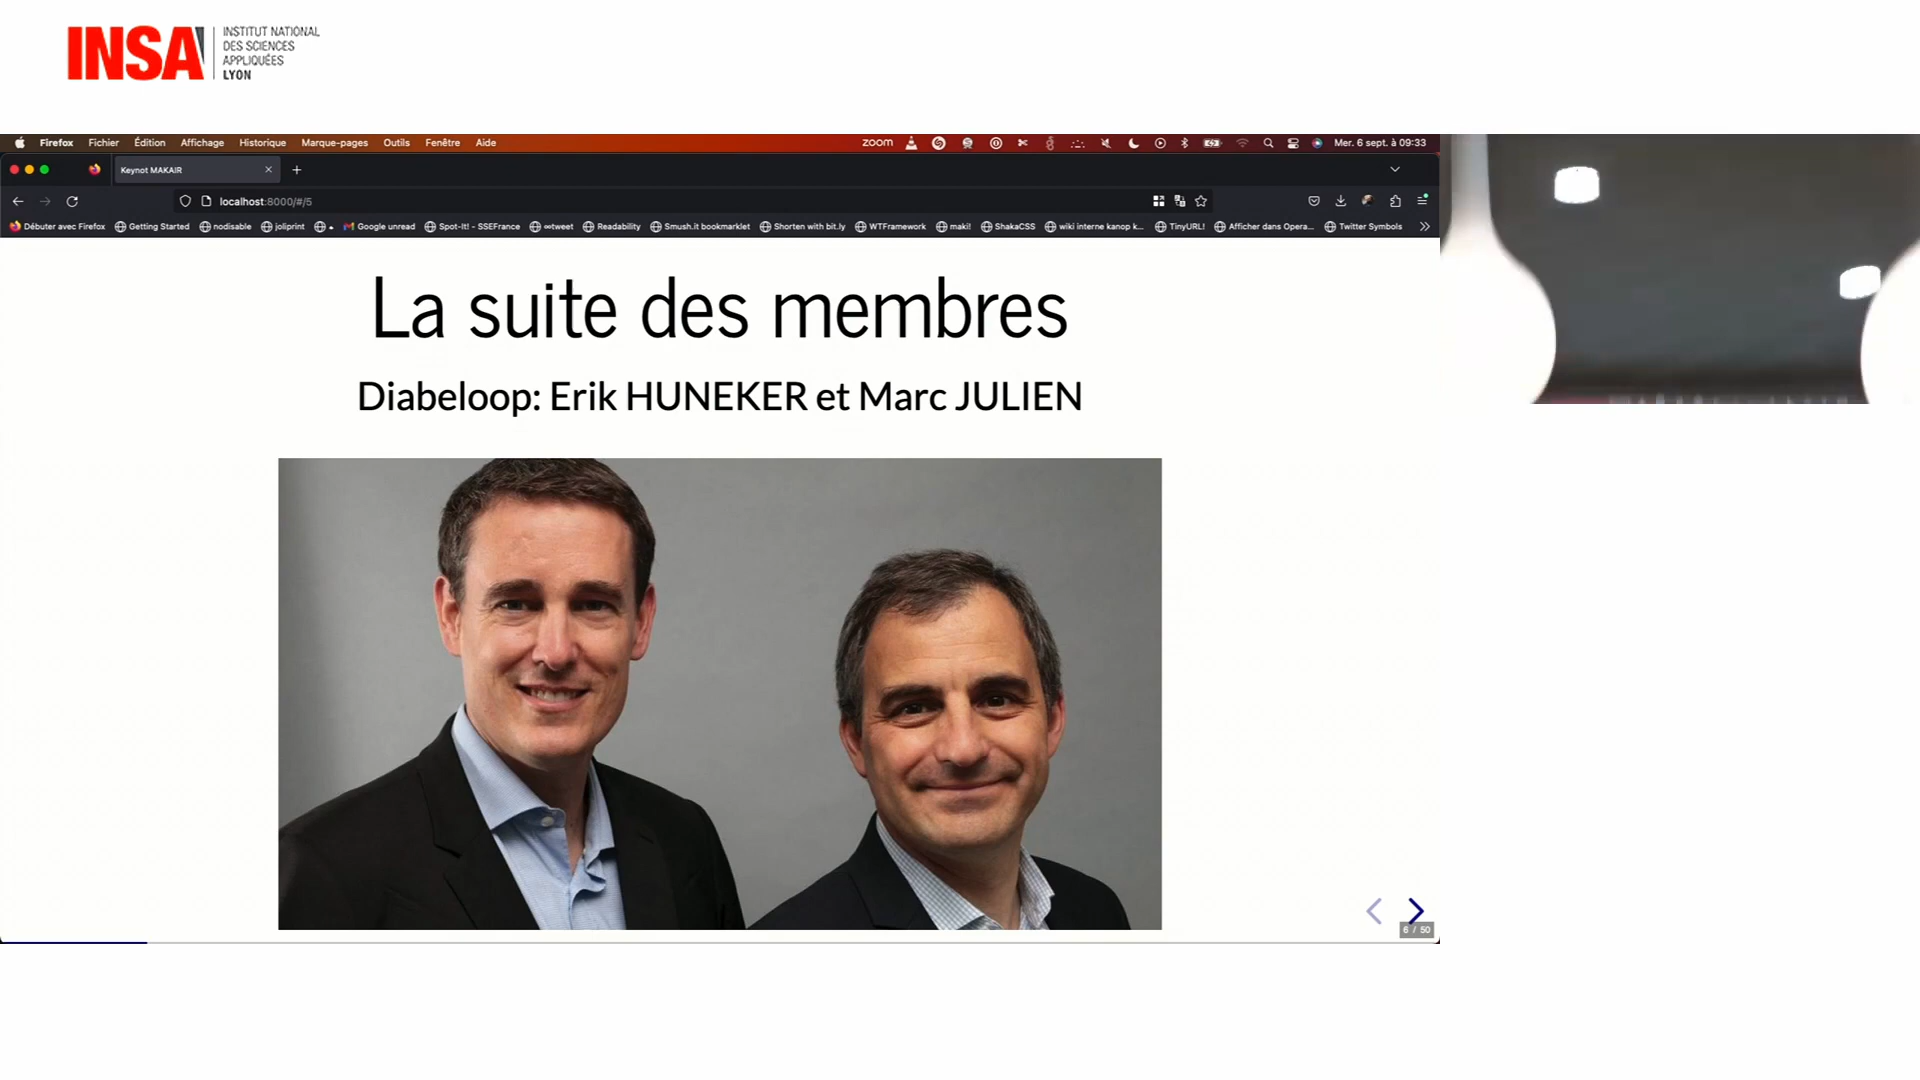 INSA
INSTITUT NATIONAL
DES SCIENCES
APPLIQUÉES
LYON
Firefox Fichier Édition Affichage Historique Marque-pages Outils Fenêtre Aide zoom Mer. 6 sept. à 09:33
Keynot MAKAIR
localhost:8000/#/5
Débuter avec Firefox Getting Started nodisable joliprint Google unread Spot-It! - SSEFrance Readability Smush.it bookmarklet Shorten with bit.ly WTFramework maki! ShakaCSS wiki interne kanop k... TinyURL! Afficher dans Opera... Twitter Symbols
La suite des membres
Diabeloop: Erik HUNEKER et Marc JULIEN
6 / 50